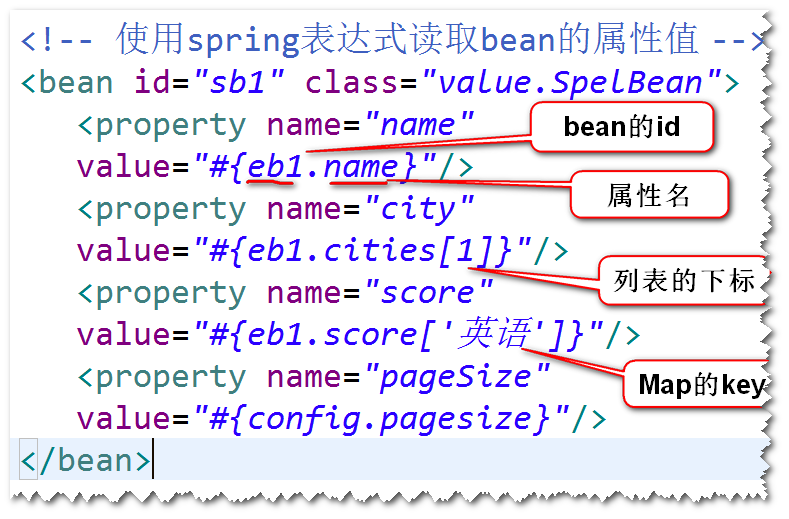 <!-- 使用spring表达式读取bean的属性值 -->
<bean id="sb1" class="value.SpelBean">
<property name="name"
bean的id
value="#{eb1.name}"/>
属性名
<property name="city"
value="#{eb1.cities[1]}"/>
列表的下标
<property name="score"
value="#{eb1.score['英语']}"/>
<property name="pageSize"
Map的key
value="#{config.pagesize}"/>
</bean>